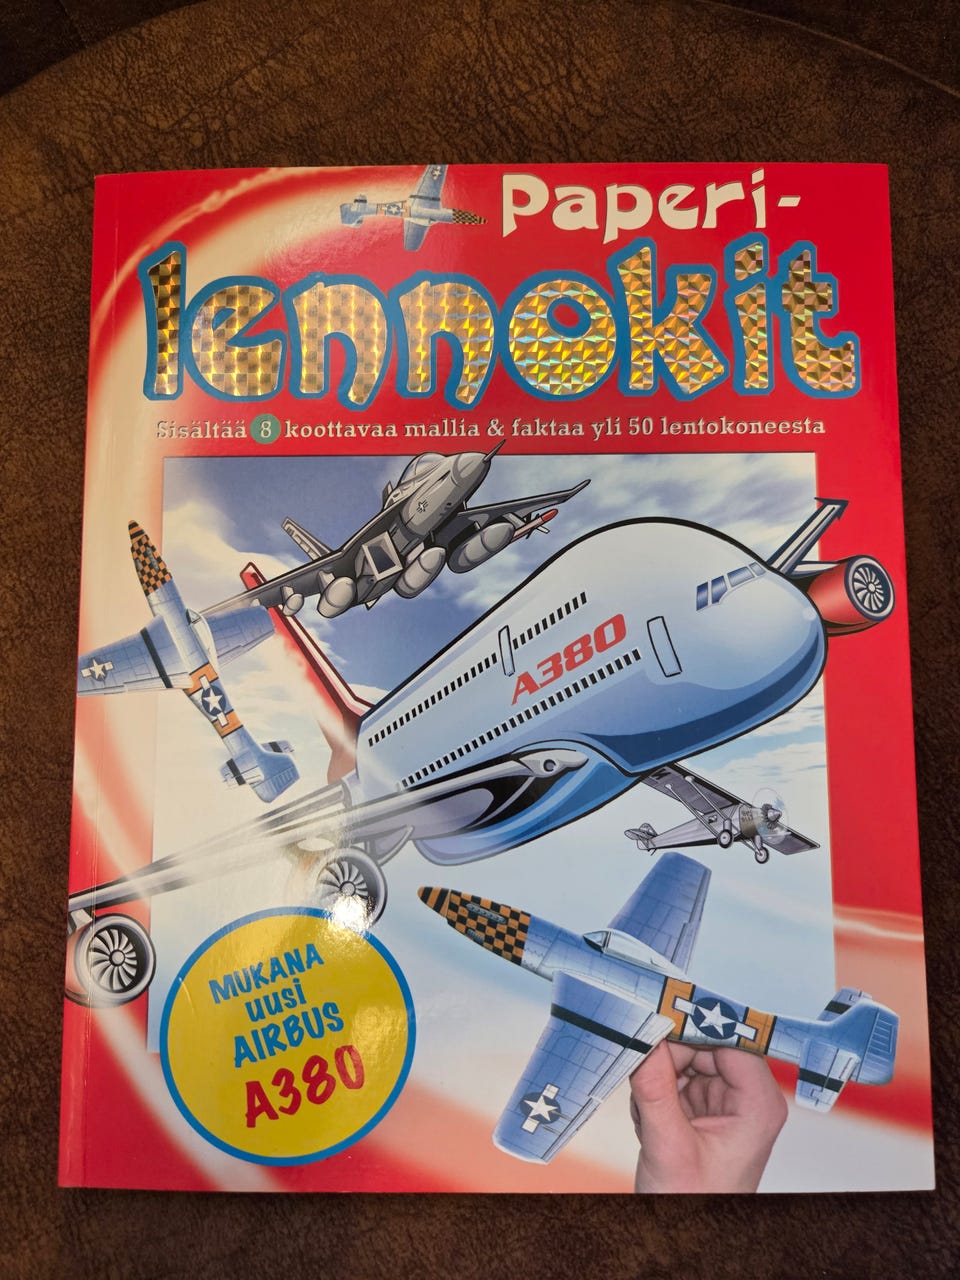 Paperi-
lennokit
Sisältää 8 koottavaa mallia & faktaa yli 50 lentokoneesta
A380
MUKANA
uusi
AIRBUS
A380